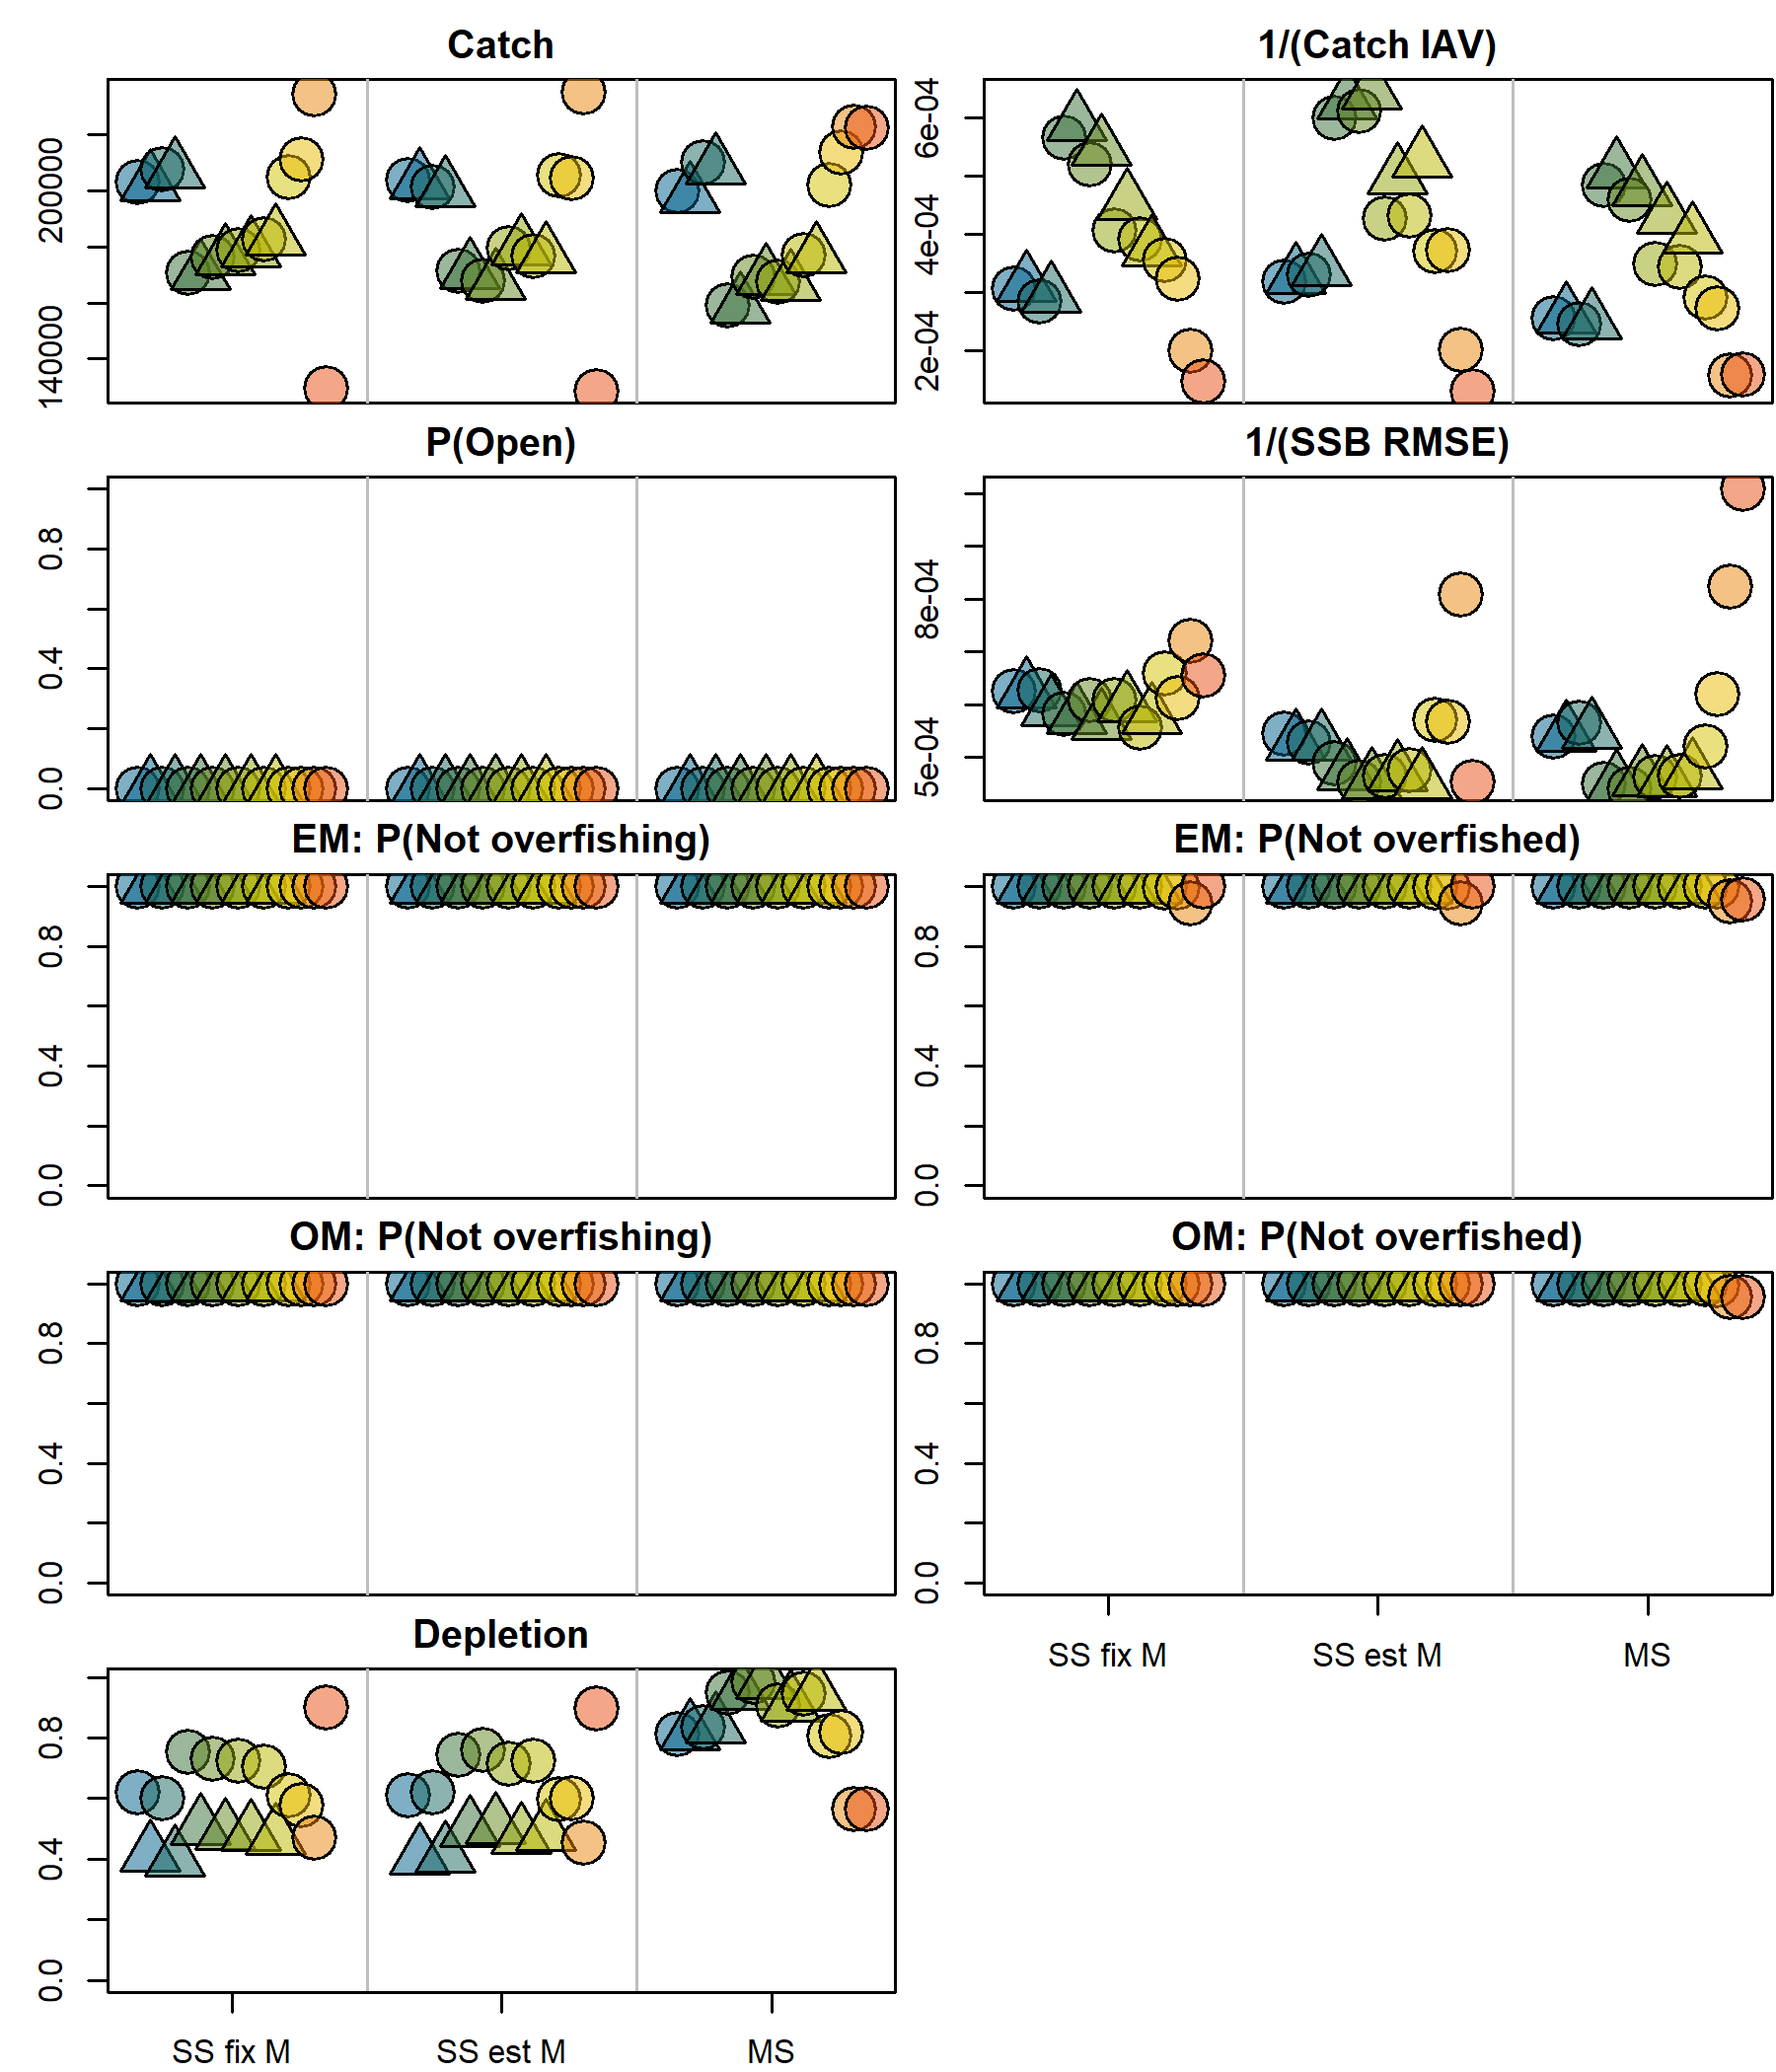 Catch
1/(Catch IAV)
200000
140000
6e-04
4e-04
2e-04
P(Open)
1/(SSB RMSE)
0.8
0.4
0.0
8e-04
5e-04
EM: P(Not overfishing)
EM: P(Not overfished)
0.8
0.4
0.0
0.8
0.4
0.0
OM: P(Not overfishing)
OM: P(Not overfished)
0.8
0.4
0.0
0.8
0.4
0.0
SS fix M
SS est M
MS
Depletion
0.8
0.4
0.0
SS fix M
SS est M
MS